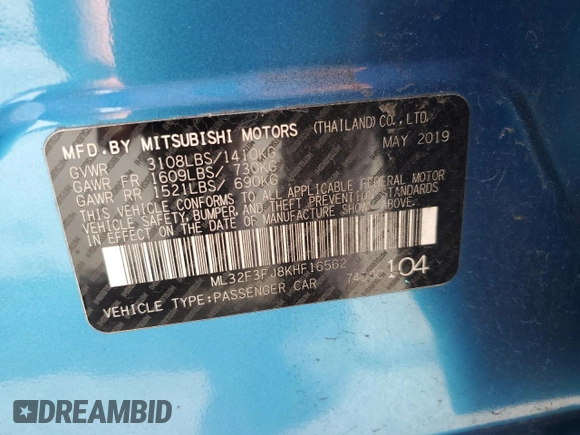 MFD.BY MITSUBISHI MOTORS (THAILAND) CO.,LTD.
MAY 2019
GVWR 3108LBS/1410KG
GAWR FR 1609LBS/ 730KG
GAWR RR 1521LBS/ 690KG
THIS VEHICLE CONFORMS TO ALL APPLICABLE FEDERAL MOTOR
VEHICLE SAFETY, BUMPER, AND THEFT PREVENTION STANDARDS
IN EFFECT ON THE DATE OF MANUFACTURE SHOWN ABOVE.
ML32F3FJ8KHF16562
VEHICLE TYPE:PASSENGER CAR
104
DREAMBID